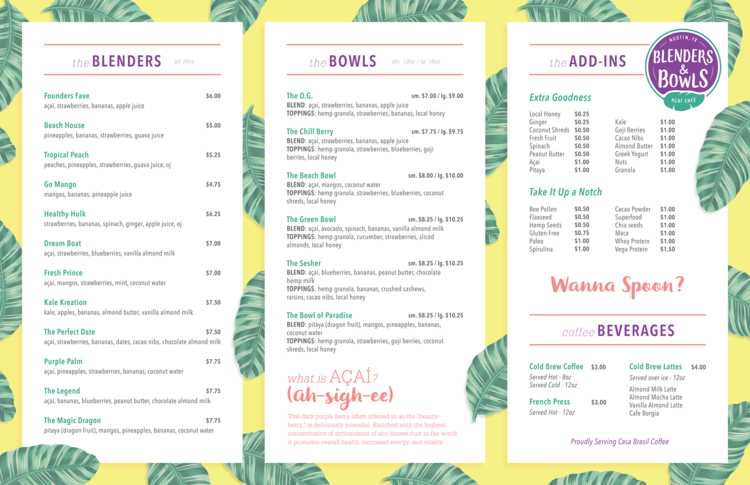 the BLENDERS all 16oz
Founders Fave $6.00
açaí, strawberries, bananas, apple juice
Beach House $5.00
pineapples, bananas, strawberries, guava juice
Tropical Peach $5.25
peaches, pineapples, strawberries, guava juice, oj
Go Mango $4.75
mangos, bananas, pineapple juice
Healthy Hulk $6.25
strawberries, bananas, spinach, ginger, apple juice, oj
Dream Boat $7.00
açaí, strawberries, blueberries, vanilla almond milk
Fresh Prince $7.00
açaí, mangos, strawberries, mint, coconut water
Kale Kreation $7.50
kale, apples, bananas, almond butter, vanilla almond milk
The Perfect Date $7.50
açaí, strawberries, bananas, dates, cacao nibs, chocolate almond milk
Purple Palm $7.75
açaí, pineapples, strawberries, bananas, coconut water
The Legend $7.75
açaí, bananas, blueberries, peanut butter, chocolate almond milk
The Magic Dragon $7.75
pitaya (dragon fruit), mangos, pineapples, bananas, coconut water
the BOWLS sm. 12oz / lg. 16oz
The O.G. sm. $7.00 / lg. $9.00
BLEND: açaí, strawberries, bananas, apple juice
TOPPINGS: hemp granola, strawberries, bananas, local honey
The Chill Berry sm. $7.75 / lg. $9.75
BLEND: açaí, strawberries, bananas, apple juice
TOPPINGS: hemp granola, strawberries, blueberries, goji
berries, local honey
The Beach Bowl sm. $8.00 / lg. $10.00
BLEND: açaí, mangos, coconut water
TOPPINGS: hemp granola, strawberries, blueberries, coconut
shreds, local honey
The Green Bowl sm. $8.25 / lg. $10.25
BLEND: açaí, avocado, spinach, bananas, vanilla almond milk
TOPPINGS: hemp granola, cucumber, strawberries, sliced
almonds, local honey
The Sesher sm. $8.25 / lg. $10.25
BLEND: açaí, blueberries, bananas, peanut butter, chocolate
hemp milk
TOPPINGS: hemp granola, bananas, crushed cashews,
raisins, cacao nibs, local honey
The Bowl of Paradise sm. $8.25 / lg. $10.25
BLEND: pitaya (dragon fruit), mangos, pineapples, bananas,
coconut water
TOPPINGS: hemp granola, strawberries, goji berries, coconut
shreds, local honey
what is AÇAÍ?
(ah-sigh-ee)
This dark purple berry, often referred to as the "beauty
berry," is deliciously powerful. Enriched with the highest
concentration of antioxidants of any known fruit in the world,
it promotes overall health, increased energy, and vitality.
the ADD-INS
AUSTIN, TX
BLENDERS
&
BOWLS
açaí café
Extra Goodness
Local Honey $0.25
Ginger $0.25 Kale $1.00
Coconut Shreds $0.50 Goji Berries $1.00
Fresh Fruit $0.50 Cacao Nibs $1.00
Spinach $0.50 Almond Butter $1.00
Peanut Butter $0.50 Greek Yogurt $1.00
Açaí $1.00 Nuts $1.00
Pitaya $1.00 Granola $1.00
Take It Up a Notch
Bee Pollen $0.50 Cacao Powder $1.00
Flaxseed $0.50 Superfood $1.00
Hemp Seeds $0.50 Chia seeds $1.00
Gluten-Free $0.75 Maca $1.00
Paleo $1.00 Whey Protein $1.00
Spirulina $1.00 Vega Protein $1.50
Wanna Spoon?
coffee BEVERAGES
Cold Brew Coffee $3.00
Served Hot - 8oz
Served Cold - 12oz
French Press $3.00
Served Hot - 12oz
Cold Brew Lattes $4.00
Served over ice - 12oz
Almond Milk Latte
Almond Mocha Latte
Vanilla Almond Latte
Cafe Borgia
Proudly Serving Casa Brasil Coffee